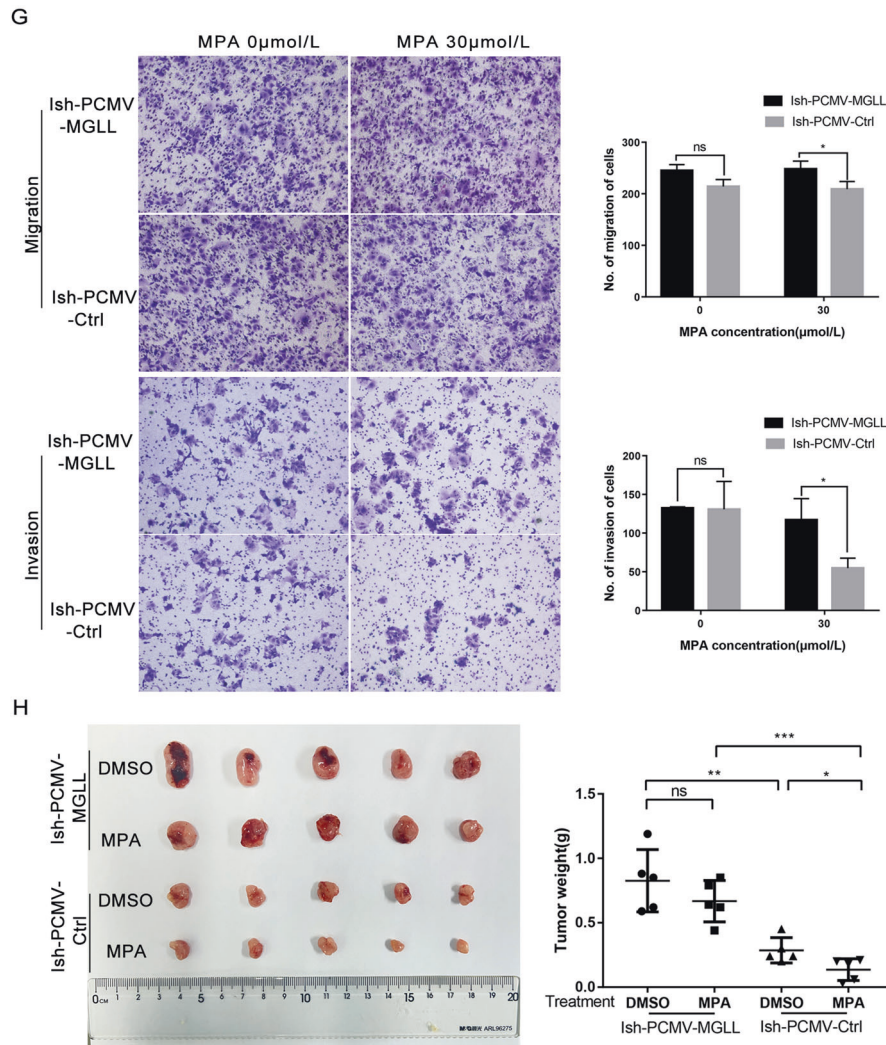 G
MPA 0μmol/L
MPA 30μmol/L
Migration
Ish-PCMV
-MGLL
Ish-PCMV
-Ctrl
Invasion
Ish-PCMV
-MGLL
Ish-PCMV
-Ctrl
Ish-PCMV-MGLL
Ish-PCMV-Ctrl
No. of migration of cells
300
200
100
0
ns
*
0
30
MPA concentration(μmol/L)
Ish-PCMV-MGLL
Ish-PCMV-Ctrl
No. of invasion of cells
200
150
100
50
0
ns
*
0
30
MPA concentration(μmol/L)
H
Ish-PCMV-
MGLL
DMSO
MPA
Ish-PCMV-
Ctrl
DMSO
MPA
0CM 1 2 3 4 5 6 7 8 9 10 11 12 13 14 15 16 17 18 19 20
ARL96275
***
**
*
ns
Tumor weight(g)
1.5
1.0
0.5
0.0
Treatment DMSO MPA DMSO MPA
Ish-PCMV-MGLL Ish-PCMV-Ctrl